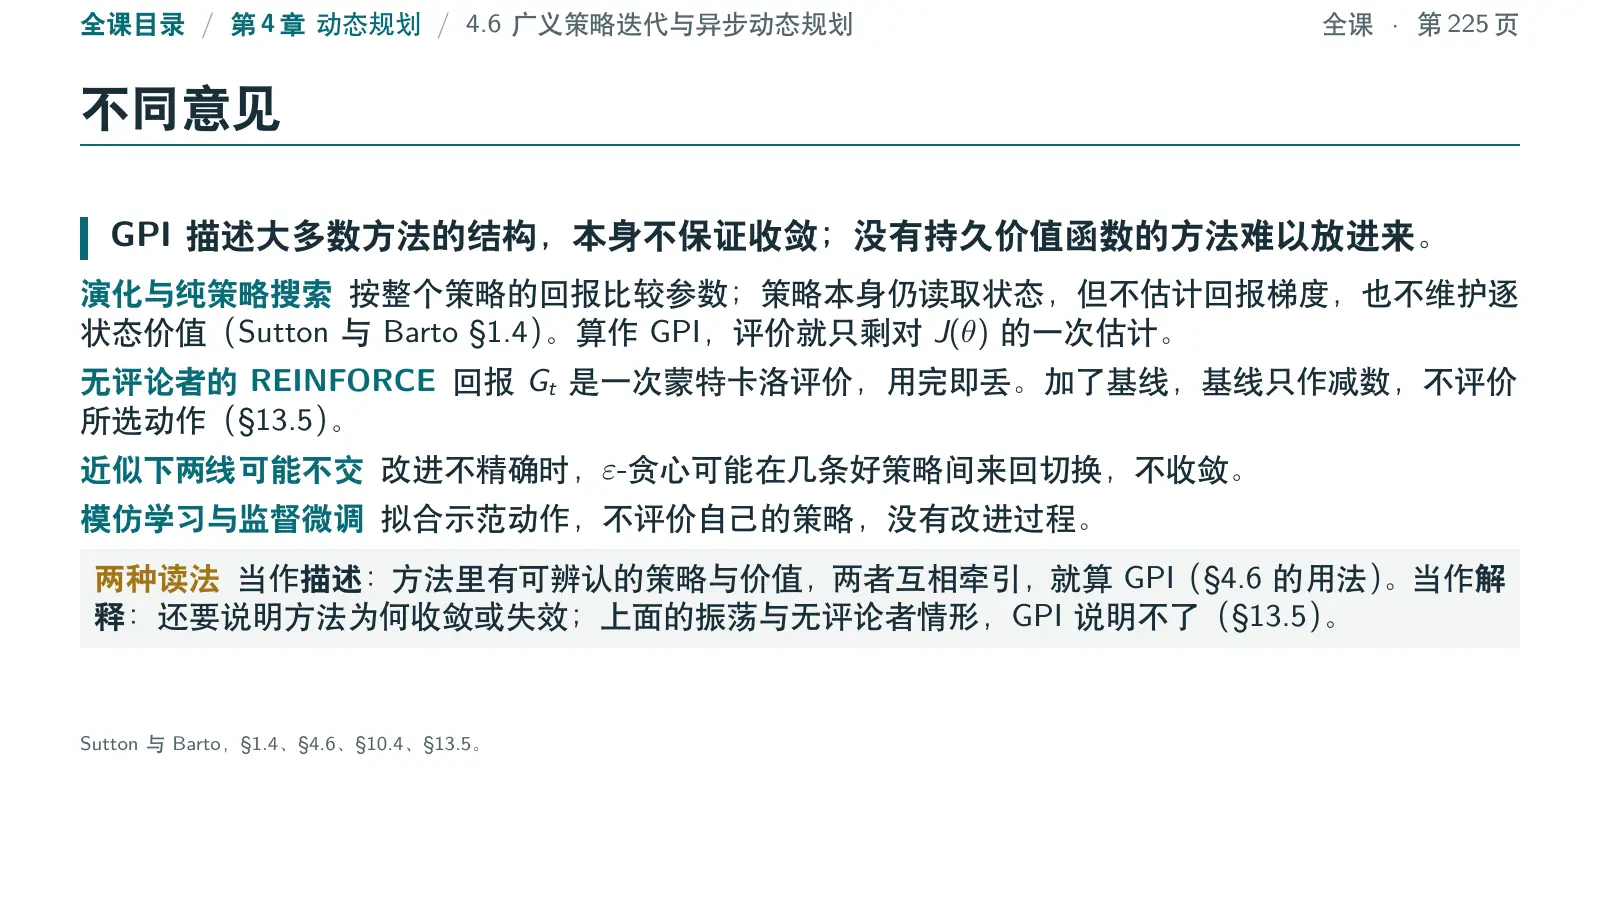 全课目录 / 第4章 动态规划 / 4.6 广义策略迭代与异步动态规划
全课 · 第225页
不同意见
GPI 描述大多数方法的结构，本身不保证收敛；没有持久价值函数的方法难以放进来。
演化与纯策略搜索 按整个策略的回报比较参数；策略本身仍读取状态，但不估计回报梯度，也不维护逐
状态价值（Sutton 与 Barto §1.4）。算作 GPI，评价就只剩对 J(θ) 的一次估计。
无评论者的 REINFORCE 回报 Gₜ 是一次蒙特卡洛评价，用完即丢。加了基线，基线只作减数，不评价
所选动作（§13.5）。
近似下两线可能不交 改进不精确时，ε-贪心可能在几条好策略间来回切换，不收敛。
模仿学习与监督微调 拟合示范动作，不评价自己的策略，没有改进过程。
两种读法 当作描述：方法里有可辨认的策略与价值，两者互相牵引，就算 GPI（§4.6 的用法）。当作解
释：还要说明方法为何收敛或失效；上面的振荡与无评论者情形，GPI 说明不了（§13.5）。
Sutton 与 Barto，§1.4、§4.6、§10.4、§13.5。